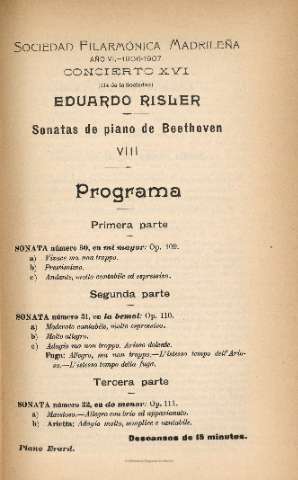 SOCIEDAD FILARMÓNICA MADRILEÑA
AÑO VI.—1906-1907
CONCIERTO XVI
EDUARDO RISLER
Sonatas de piano de Beethoven
VIII
Programa
Primera parte
SONATA número 30, en mi mayor: Op. 109.
a) Vivace ma non troppo.
b) Prestissimo.
c) Andante, molto cantabile ed espressivo.
Segunda parte
SONATA número 31, en la bemol: Op. 110.
a) Moderato cantabile, molto espressivo.
b) Molto allegro.
c) Adagio ma non troppo. Arioso dolente.
Fuga: Allegro, ma non troppo.—L'istesso tempo dell'Ario-
so.—L'istesso tempo della fuga.
Tercera parte
SONATA número 32, en do menor: Op. 111.
a) Maestoso.—Allegro con brio ed appassionato.
b) Arietta: Adagio molto, semplice e cantabile.
Descansos de 15 minutos.
Piano Erard.